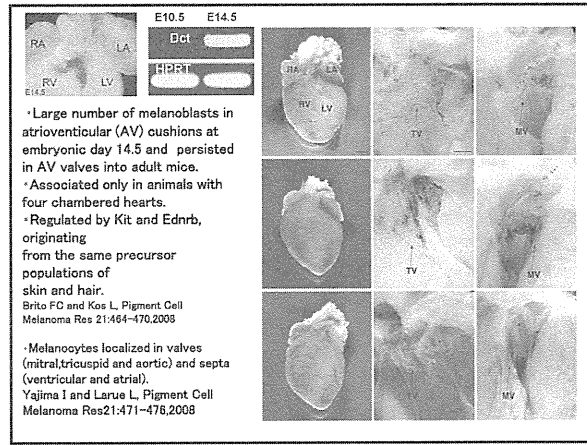 E10.5 E14.5
RA
LA
Dct
RV
LV
HPRT
E14.5
・Large number of melanoblasts in
atrioventicular (AV) cushions at
embryonic day 14.5 and persisted
in AV valves into adult mice.
・Associated only in animals with
four chambered hearts.
・Regulated by Kit and Ednrb,
originating
from the same precursor
populations of
skin and hair.
Brito FC and Kos L, Pigment Cell
Melanoma Res 21:464-470,2008
・Melanocytes localized in valves
(mitral,tricuspid and aortic) and septa
(ventricular and atrial).
Yajima I and Larue L, Pigment Cell
Melanoma Res21:471-476,2008
RA
LA
RV
LV
TV
MV
TV
MV
TV
MV